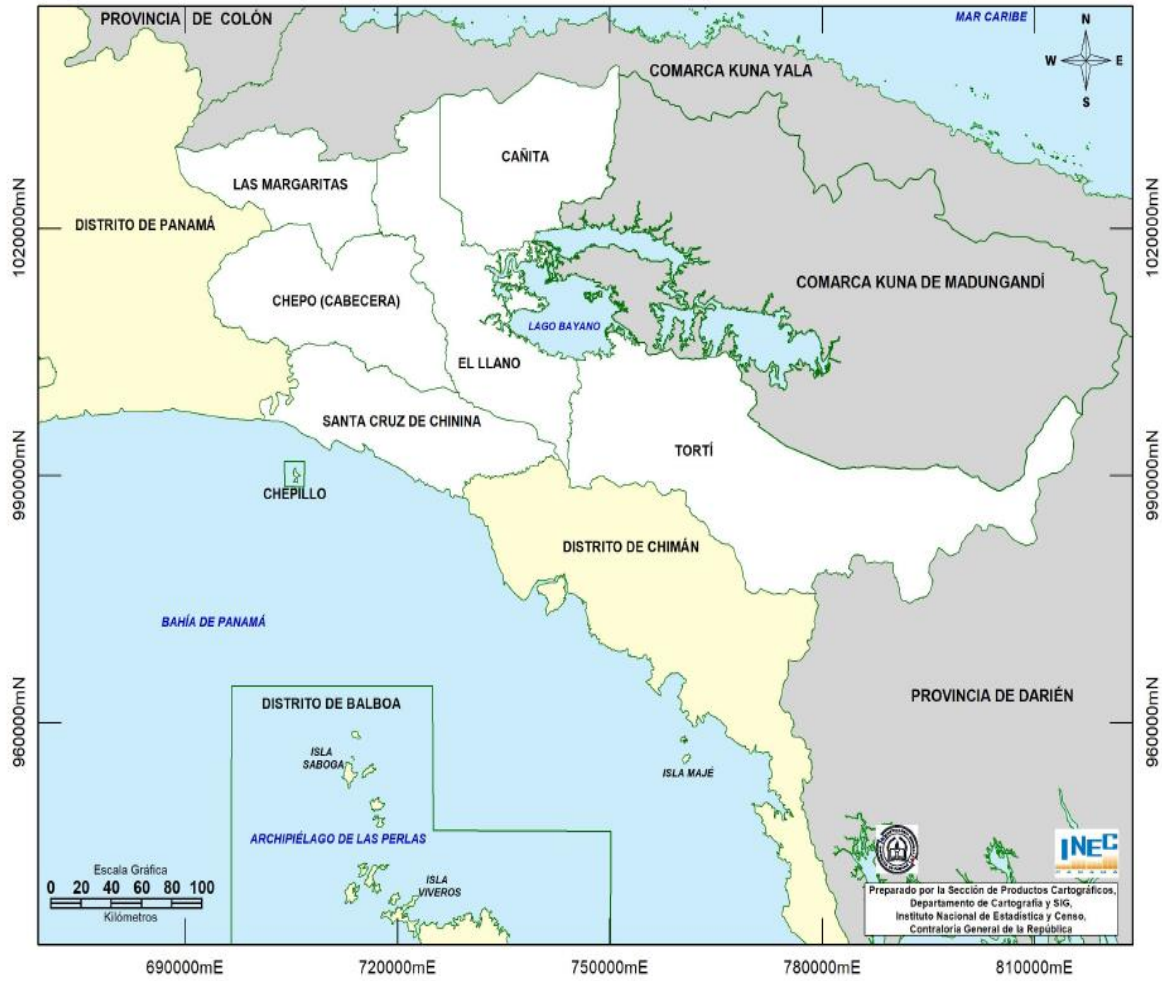 PROVINCIA DE COLÓN
MAR CARIBE
N
W
E
S
COMARCA KUNA YALA
CAÑITA
LAS MARGARITAS
DISTRITO DE PANAMÁ
1020000mN
1020000mN
COMARCA KUNA DE MADUNGANDÍ
CHEPO (CABECERA)
LAGO BAYANO
EL LLANO
SANTA CRUZ DE CHININA
TORTÍ
990000mN
990000mN
CHEPILLO
DISTRITO DE CHIMÁN
BAHÍA DE PANAMÁ
DISTRITO DE BALBOA
PROVINCIA DE DARIÉN
960000mN
960000mN
ISLA
SABOGA
ISLA MAJÉ
ARCHIPIÉLAGO DE LAS PERLAS
ISLA
VIVEROS
Escala Gráfica
0 20 40 60 80 100
Kilómetros
INEC
Preparado por la Sección de Productos Cartográficos,
Departamento de Cartografía y SIG,
Instituto Nacional de Estadística y Censo,
Contraloría General de la República
690000mE
720000mE
750000mE
780000mE
810000mE